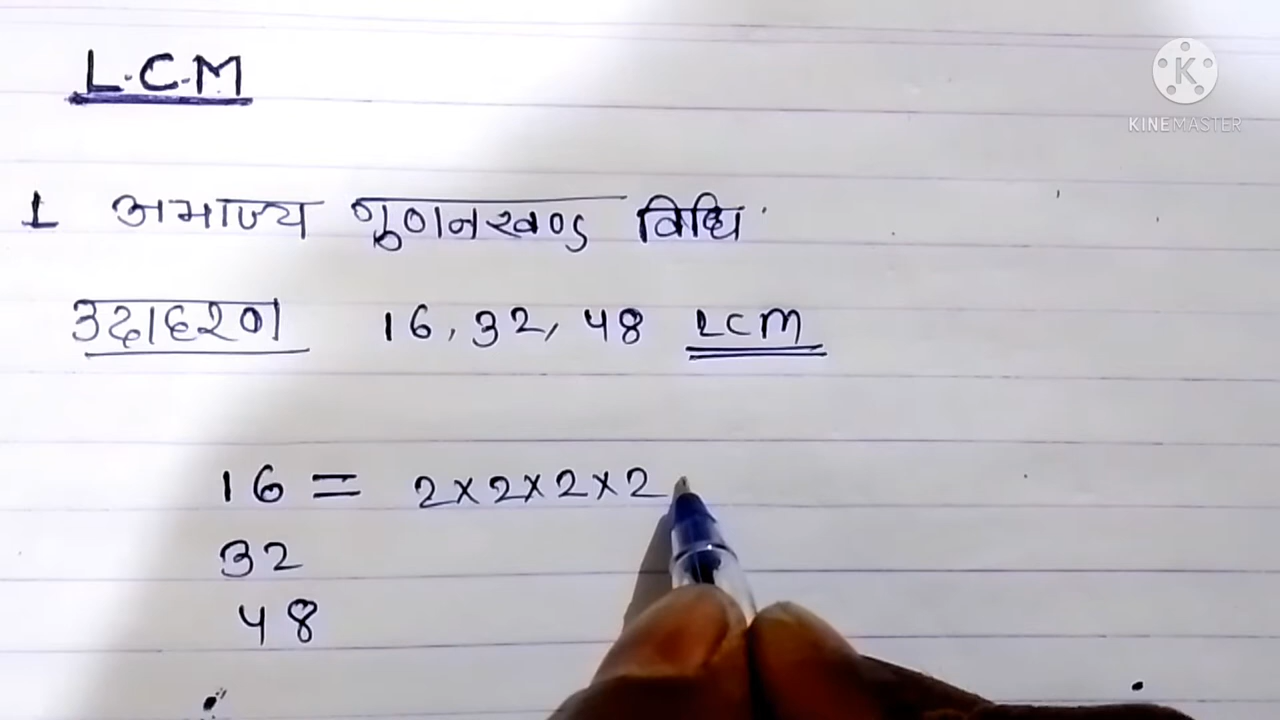 L.C.M
KINEMASTER
1 अभाज्य गुणनखण्ड विधि
उदाहरण 16, 32, 48 LCM
16 = 2×2×2×2
32
48